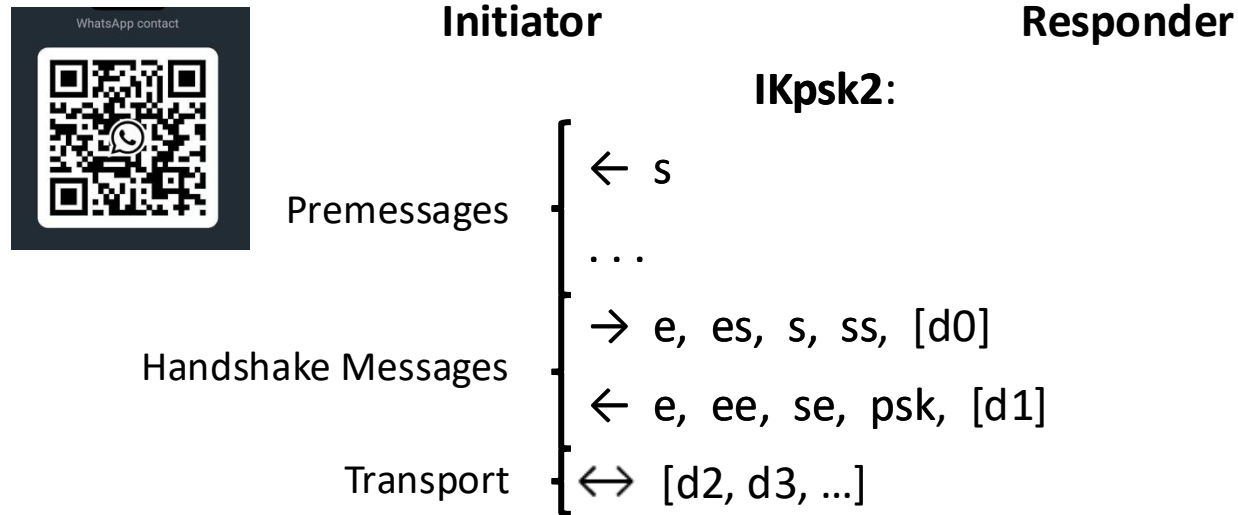 WhatsApp contact
Initiator Responder
IKpsk2:
Premessages
← s
...
Handshake Messages
→ e, es, s, ss, [d0]
← e, ee, se, psk, [d1]
Transport
↔ [d2, d3, …]